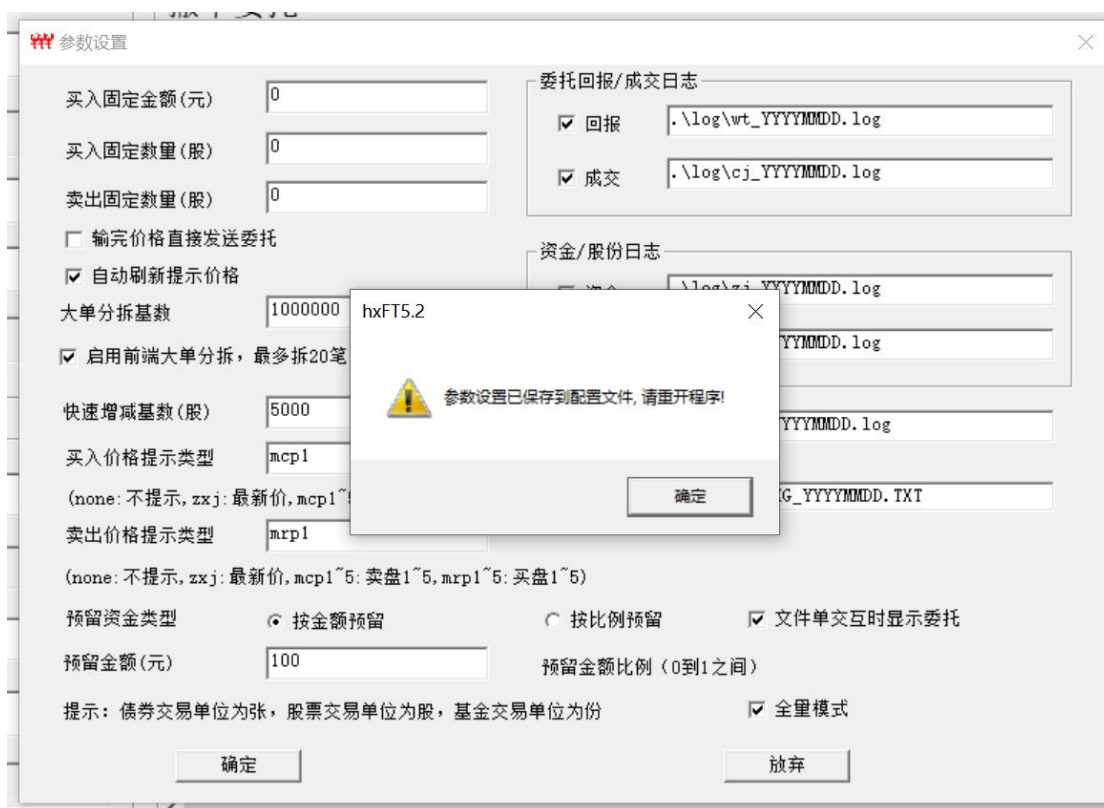 参数设置
买入固定金额(元)
0
买入固定数量(股)
0
卖出固定数量(股)
0
输完价格直接发送委托
自动刷新提示价格
大单分拆基数
1000000
启用前端大单分拆，最多拆20笔
快速增减基数(股)
5000
买入价格提示类型
mcp1
(none:不提示,zxj:最新价,mcp1~
卖出价格提示类型
mrp1
(none:不提示,zxj:最新价,mcp1~5:卖盘1~5,mrp1~5:买盘1~5)
预留资金类型
按金额预留
按比例预留
文件单交互时显示委托
预留金额(元)
100
预留金额比例（0到1之间）
提示：债券交易单位为张，股票交易单位为股，基金交易单位为份
全量模式
确定
放弃
委托回报/成交日志
回报
.\log\wt_YYYYMMDD.log
成交
.\log\cj_YYYYMMDD.log
资金/股份日志
.\log\zj_YYYYMMDD.log
YYMMDD.log
YYYMMDD.log
G_YYYYMMDD.TXT
hxFT5.2
参数设置已保存到配置文件, 请重开程序!
确定